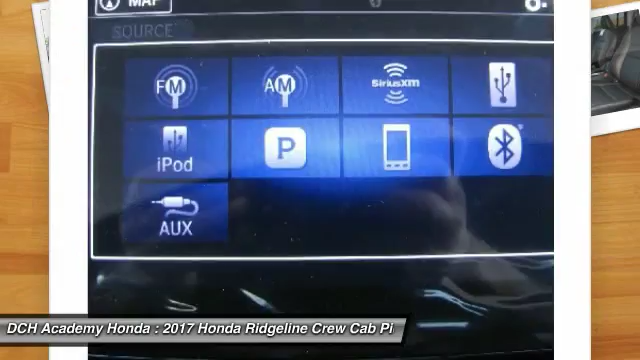 MAP
SOURCE
FM
AM
SiriusXM
iPod
P
AUX
DCH Academy Honda : 2017 Honda Ridgeline Crew Cab Pi